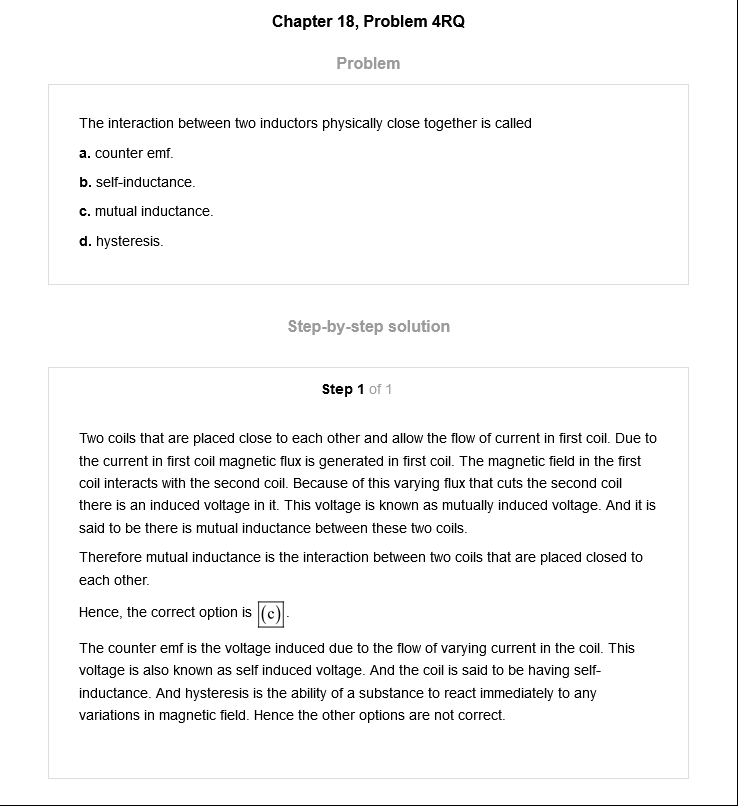 Chapter 18, Problem 4RQ
Problem
The interaction between two inductors physically close together is called
a. counter emf.
b. self-inductance.
c. mutual inductance.
d. hysteresis.
Step-by-step solution
Step 1 of 1
Two coils that are placed close to each other and allow the flow of current in first coil. Due to
the current in first coil magnetic flux is generated in first coil. The magnetic field in the first
coil interacts with the second coil. Because of this varying flux that cuts the second coil
there is an induced voltage in it. This voltage is known as mutually induced voltage. And it is
said to be there is mutual inductance between these two coils.
Therefore mutual inductance is the interaction between two coils that are placed closed to
each other.
Hence, the correct option is (c).
The counter emf is the voltage induced due to the flow of varying current in the coil. This
voltage is also known as self induced voltage. And the coil is said to be having self-
inductance. And hysteresis is the ability of a substance to react immediately to any
variations in magnetic field. Hence the other options are not correct.